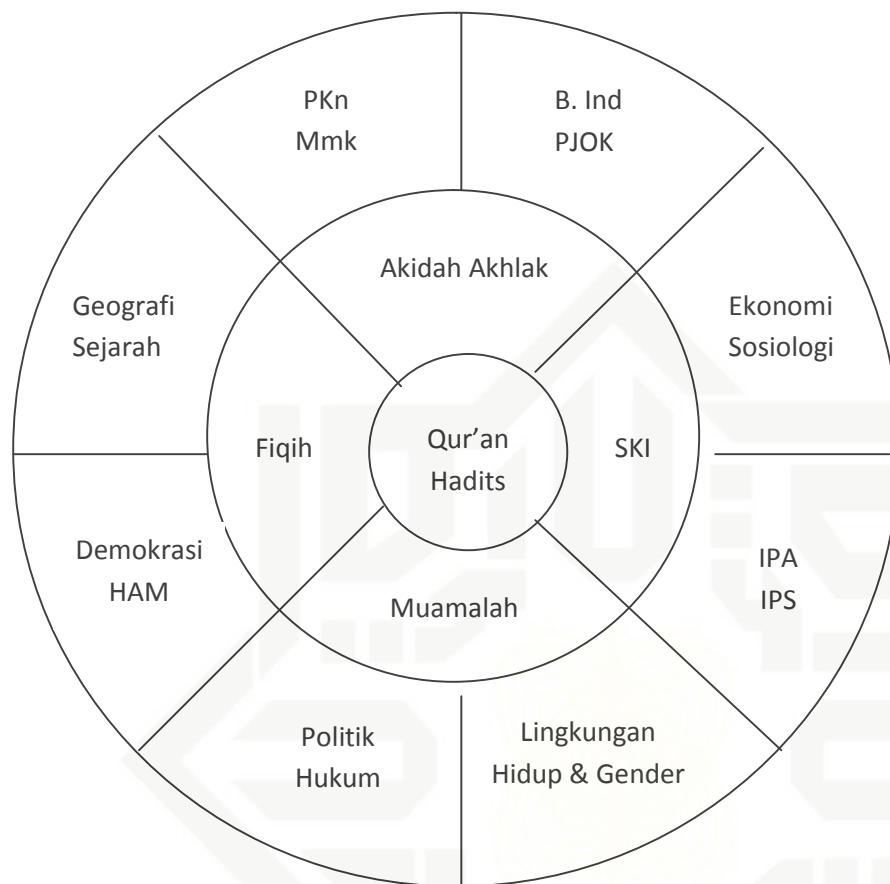 PKn
Mmk
B. Ind
PJOK
Akidah Akhlak
Geografi
Sejarah
Ekonomi
Sosiologi
Fiqih
Qur’an
Hadits
SKI
Demokrasi
HAM
IPA
IPS
Muamalah
Politik
Hukum
Lingkungan
Hidup & Gender